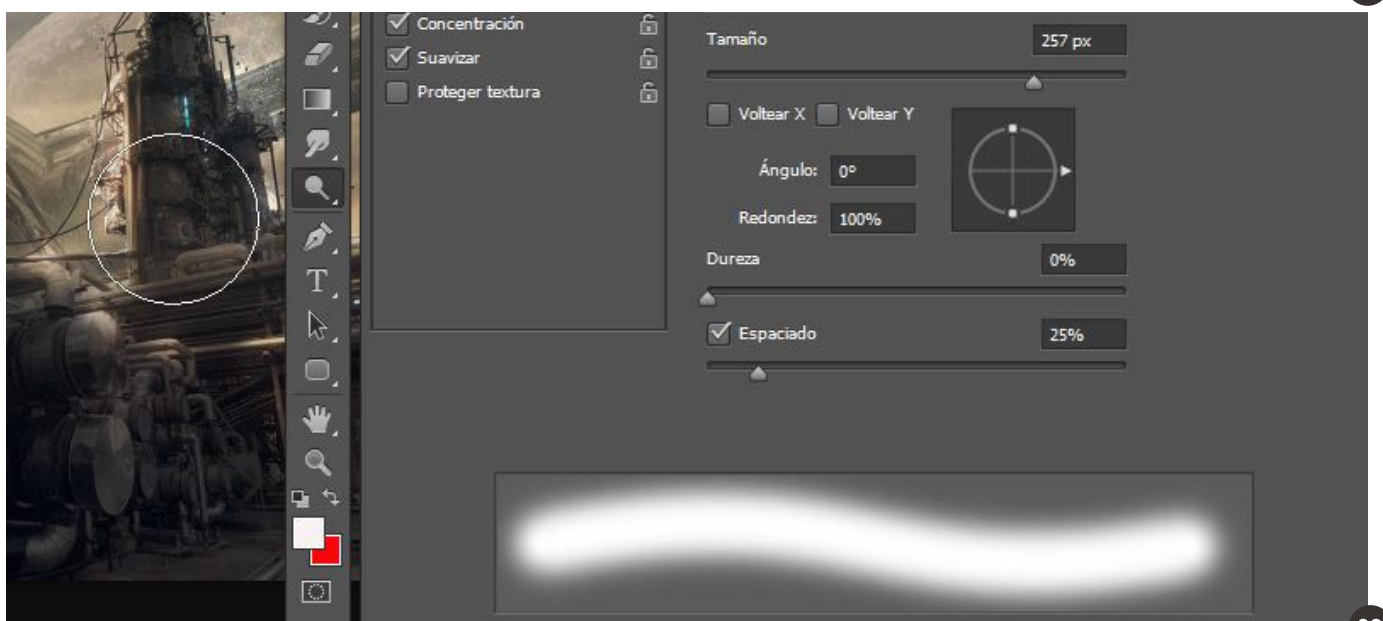 Concentración
Suavizar
Proteger textura
Tamaño 257 px
Voltear X Voltear Y
Ángulo: 0º
Redondez: 100%
Dureza 0%
Espaciado 25%
T